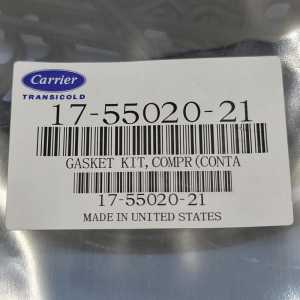 Carrier
TRANSICOLD
17-55020-21
GASKET KIT, COMPR (CONTA
17-55020-21
MADE IN UNITED STATES